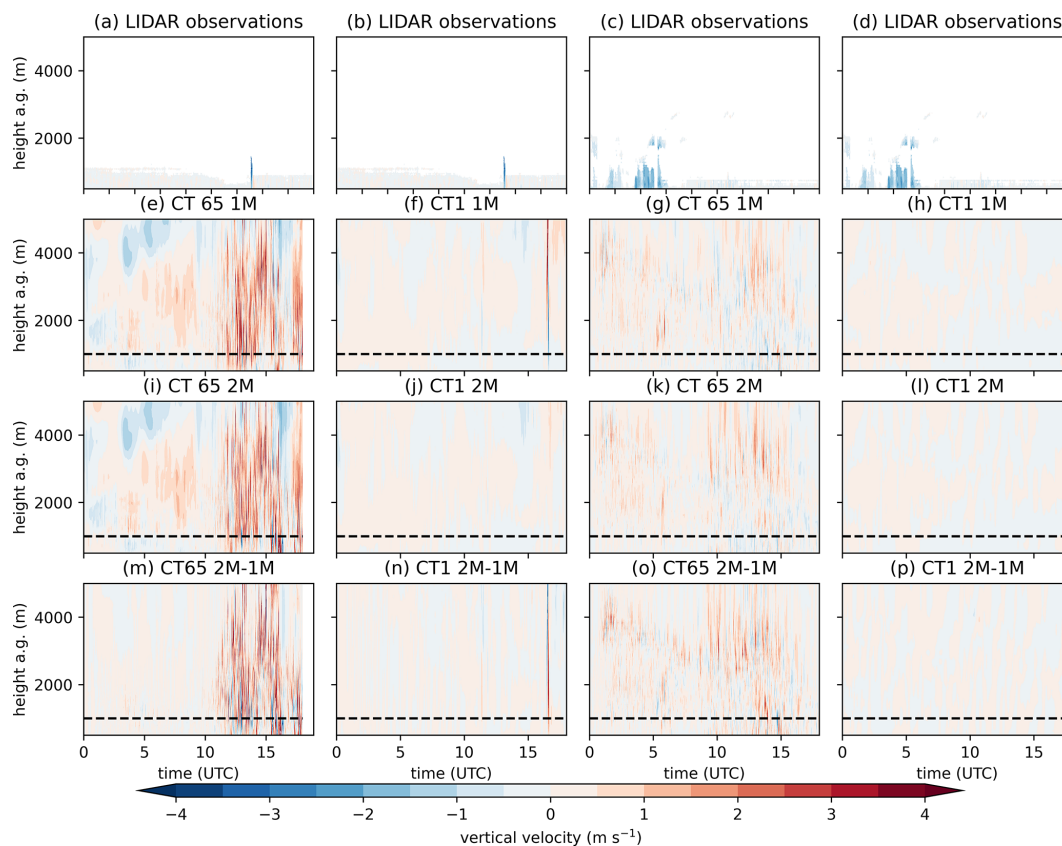 (a) LIDAR observations (b) LIDAR observations (c) LIDAR observations (d) LIDAR observations
height a.g. (m)
4000
2000
(e) CT 65 1M (f) CT1 1M (g) CT 65 1M (h) CT1 1M
height a.g. (m)
4000
2000
(i) CT 65 2M (j) CT1 2M (k) CT 65 2M (l) CT1 2M
height a.g. (m)
4000
2000
(m) CT65 2M-1M (n) CT1 2M-1M (o) CT65 2M-1M (p) CT1 2M-1M
height a.g. (m)
4000
2000
0 5 10 15 0 5 10 15 0 5 10 15 0 5 10 15
time (UTC) time (UTC) time (UTC) time (UTC)
−4 −3 −2 −1 0 1 2 3 4
vertical velocity (m s⁻¹)